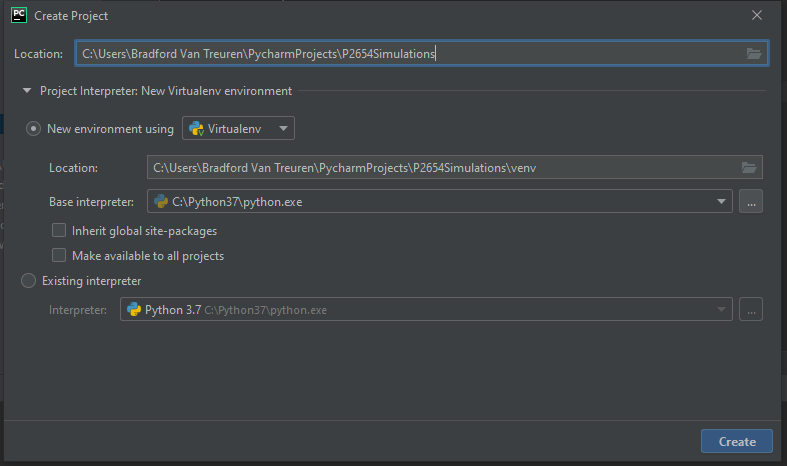 PC Create Project
Location: C:\Users\Bradford Van Treuren\PycharmProjects\P2654Simulations
Project Interpreter: New Virtualenv environment
New environment using Virtualenv
Location: C:\Users\Bradford Van Treuren\PycharmProjects\P2654Simulations\venv
Base interpreter: C:\Python37\python.exe ...
Inherit global site-packages
Make available to all projects
Existing interpreter
Interpreter: Python 3.7 C:\Python37\python.exe ...
Create